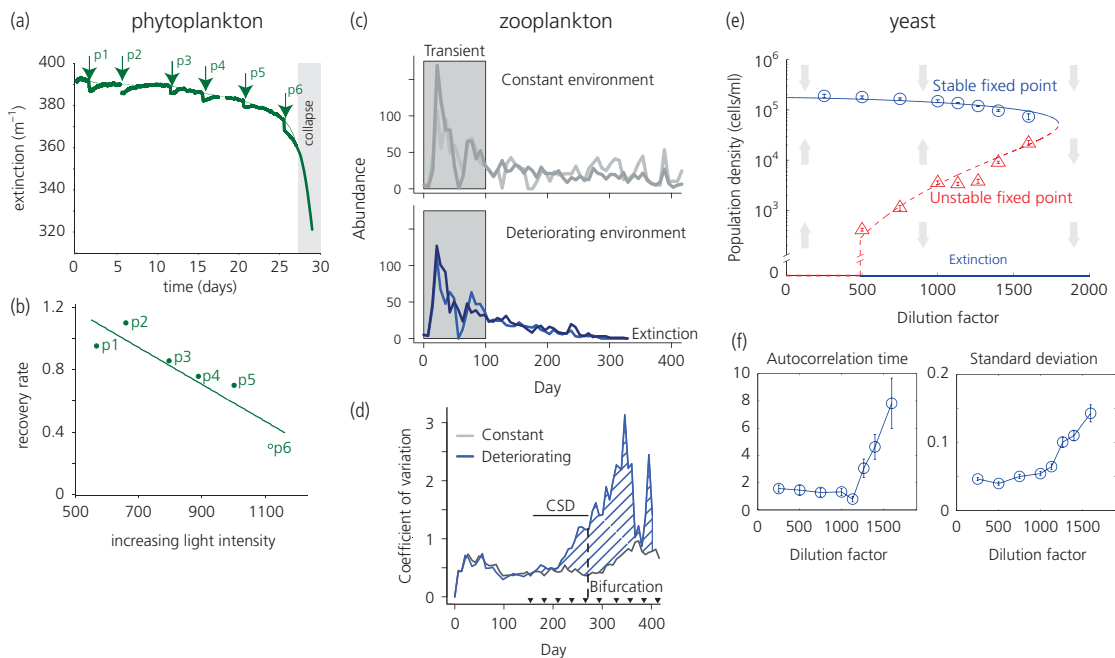 (a)
phytoplankton
p1
p2
p3
p4
p5
p6
collapse
400
380
360
340
320
extinction (m⁻¹)
0
5
10
15
20
25
30
time (days)
(b)
1.2
0.8
0.4
0
recovery rate
p1
p2
p3
p4
p5
p6
500
700
900
1100
increasing light intensity
(c)
zooplankton
Transient
Constant environment
150
100
50
0
Abundance
Deteriorating environment
150
100
50
0
Extinction
0
100
200
300
400
Day
(d)
Constant
Deteriorating
CSD
Bifurcation
3
2
1
0
Coefficient of variation
0
100
200
300
400
Day
(e)
yeast
10⁶
10⁵
10⁴
10³
0
Population density (cells/ml)
Stable fixed point
Unstable fixed point
Extinction
0
500
1000
1500
2000
Dilution factor
(f)
Autocorrelation time
10
8
6
4
2
0
0
500
1000
1500
Dilution factor
Standard deviation
0.2
0.1
0
0
500
1000
1500
Dilution factor